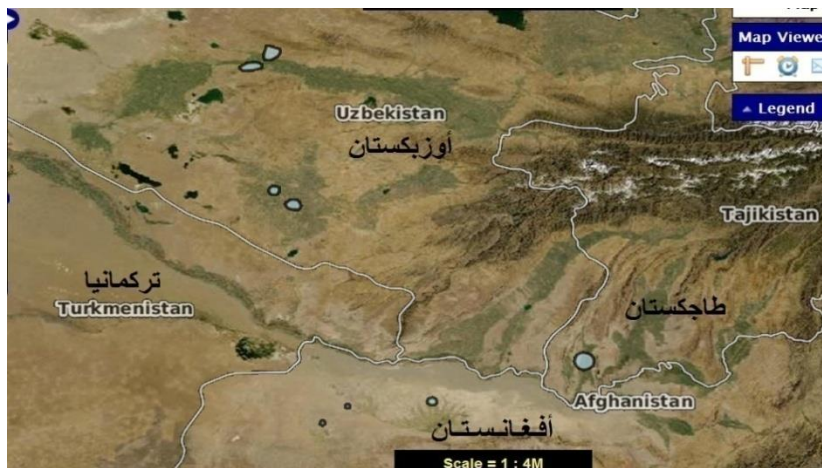 Map Viewe
Legend
Uzbekistan
أوزبكستان
Tajikistan
تركمانيا
Turkmenistan
طاجكستان
Afghanistan
أفغانستان
Scale = 1 : 4M